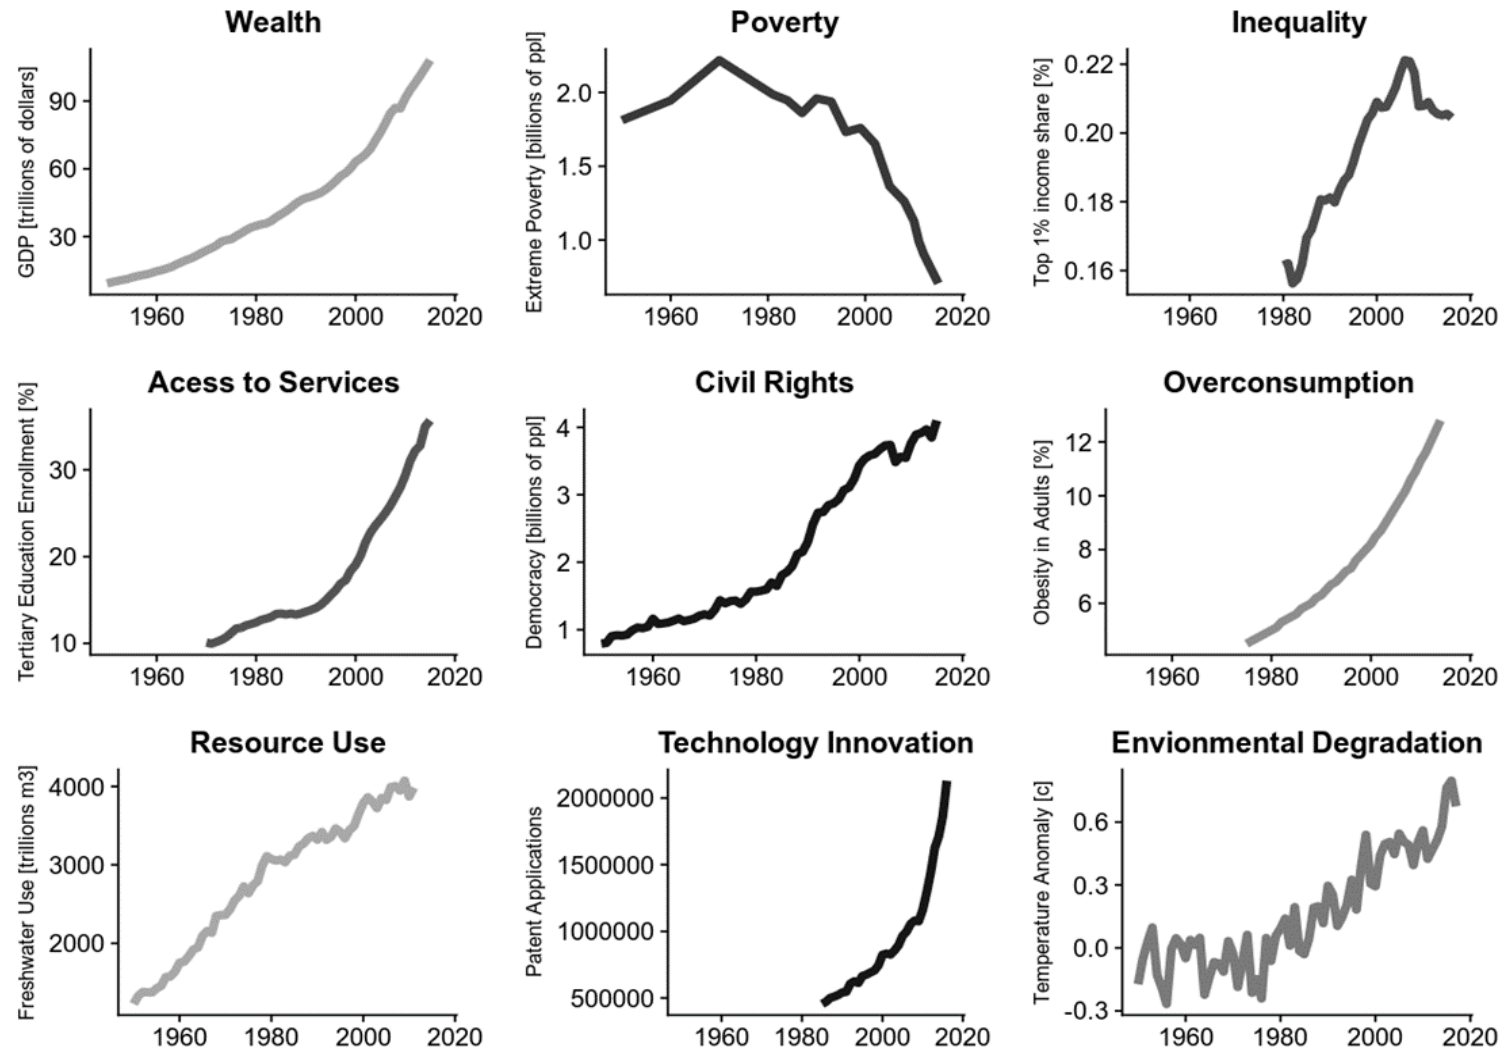 Wealth
GDP [trillions of dollars]
90
60
30
1960 1980 2000 2020
Poverty
Extreme Poverty [billions of ppl]
2.0
1.5
1.0
1960 1980 2000 2020
Inequality
Top 1% income share [%]
0.22
0.20
0.18
0.16
1960 1980 2000 2020
Acess to Services
Tertiary Education Enrollment [%]
30
20
10
1960 1980 2000 2020
Civil Rights
Democracy [billions of ppl]
4
3
2
1
1960 1980 2000 2020
Overconsumption
Obesity in Adults [%]
12
10
8
6
1960 1980 2000 2020
Resource Use
Freshwater Use [trillions m3]
4000
3000
2000
1960 1980 2000 2020
Technology Innovation
Patent Applications
2000000
1500000
1000000
500000
1960 1980 2000 2020
Envionmental Degradation
Temperature Anomaly [c]
0.6
0.3
0.0
-0.3
1960 1980 2000 2020